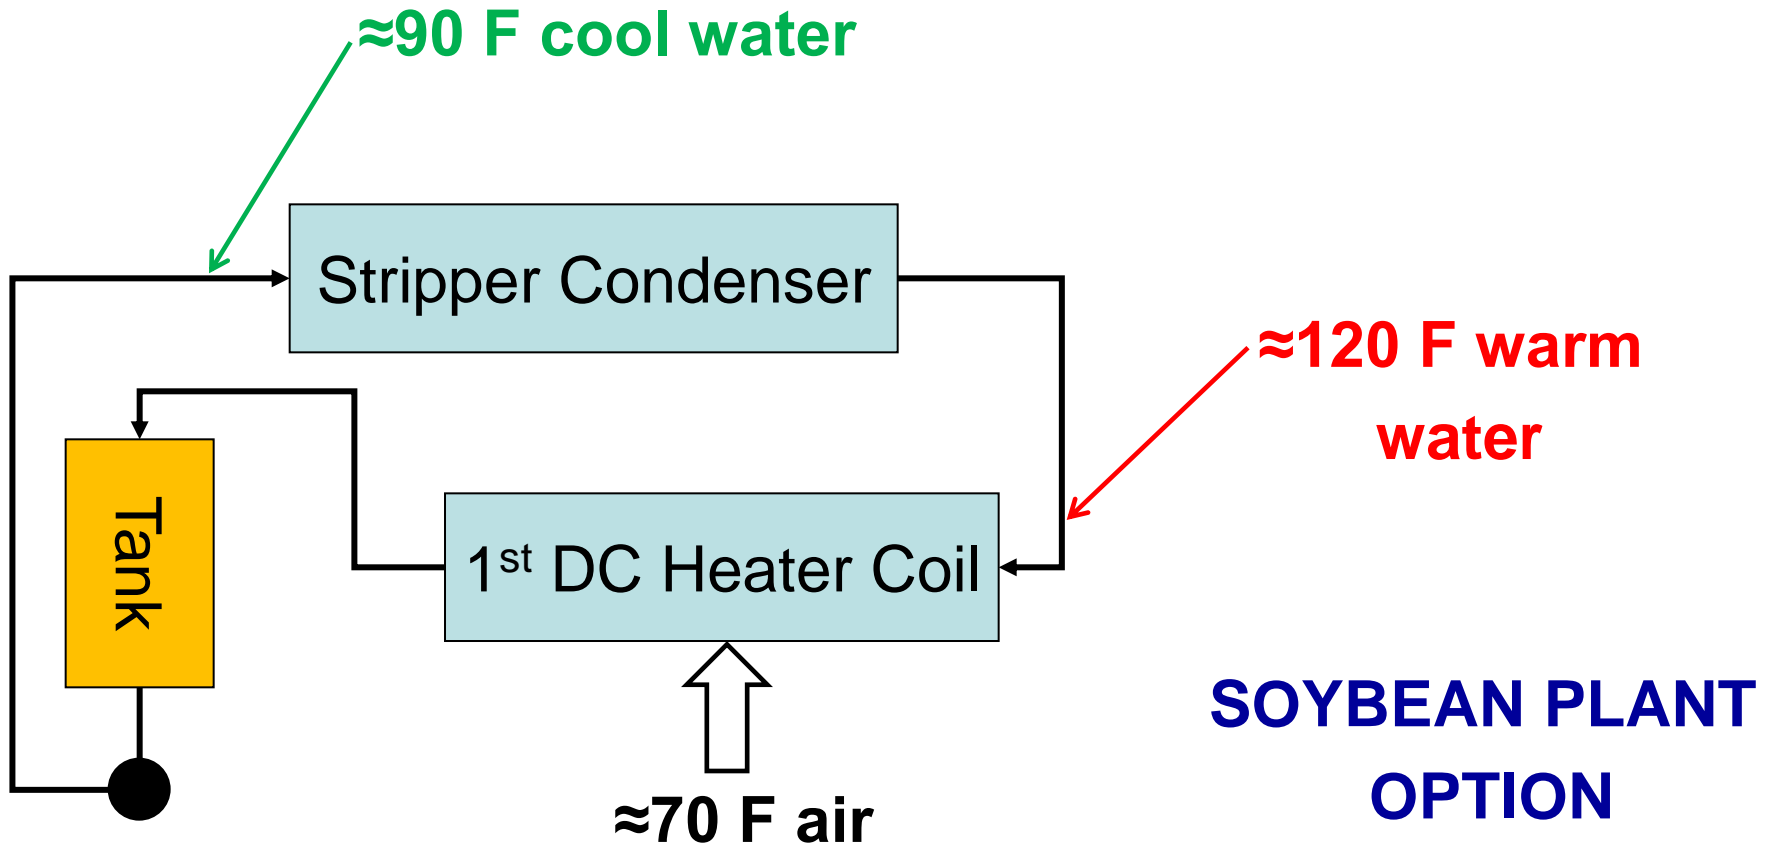 ≈90 F cool water
Stripper Condenser
≈120 F warm
water
Tank
1st DC Heater Coil
SOYBEAN PLANT
OPTION
≈70 F air